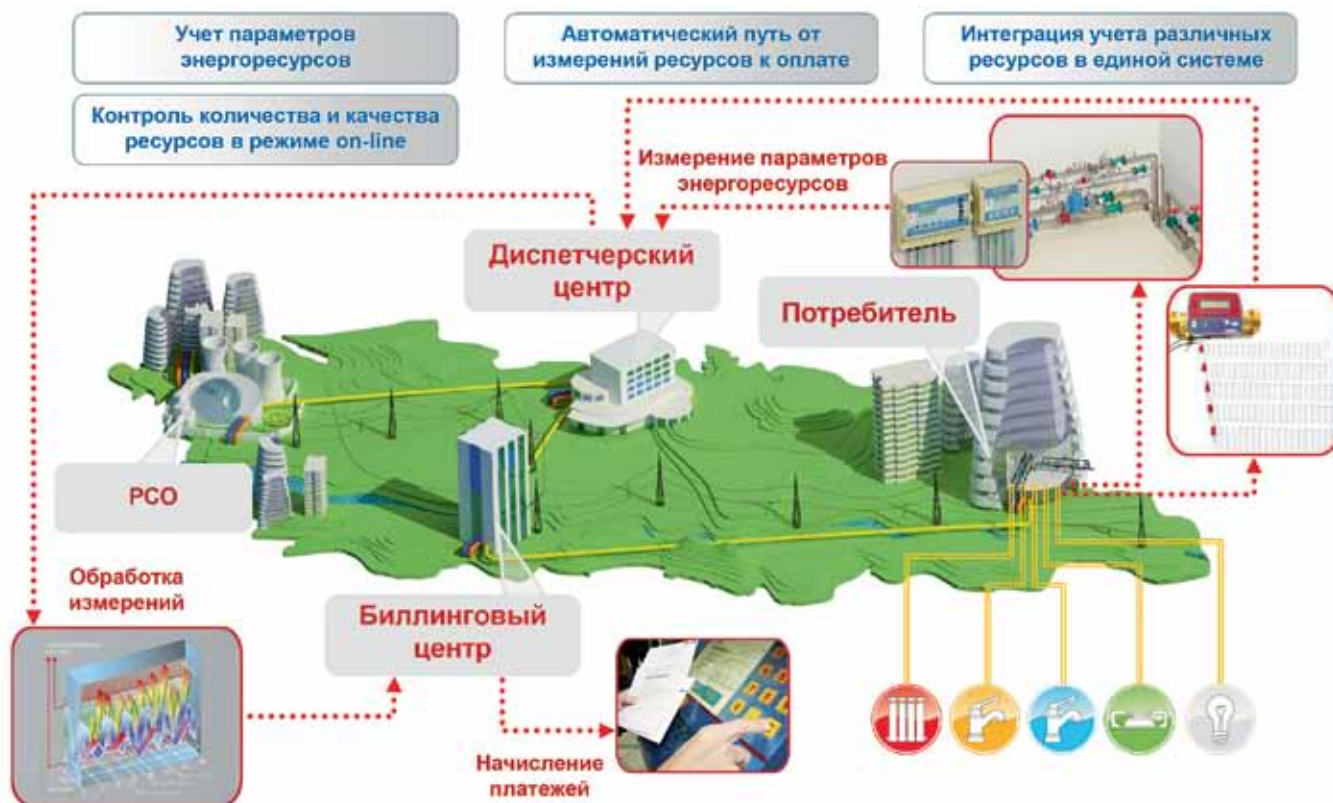 Учет параметров
энергоресурсов
Автоматический путь от
измерений ресурсов к оплате
Интеграция учета различных
ресурсов в единой системе
Контроль количества и качества
ресурсов в режиме on-line
Измерение параметров
энергоресурсов
Диспетчерский
центр
Потребитель
РСО
Обработка
измерений
Биллинговый
центр
Начисление
платежей